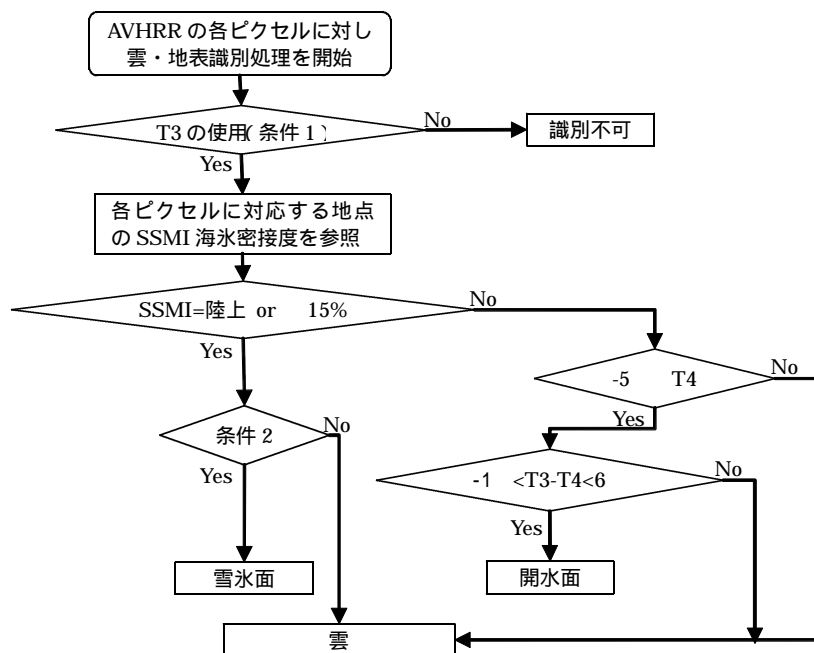 AVHRR の各ピクセルに対し
雲・地表識別処理を開始
T3 の使用( 条件 1 )
No
識別不可
Yes
各ピクセルに対応する地点
の SSMI 海氷密接度を参照
SSMI=陸上 or 15%
No
Yes
-5 T4
No
Yes
条件 2
No
Yes
-1 <T3-T4<6
No
Yes
雪氷面
開水面
雲